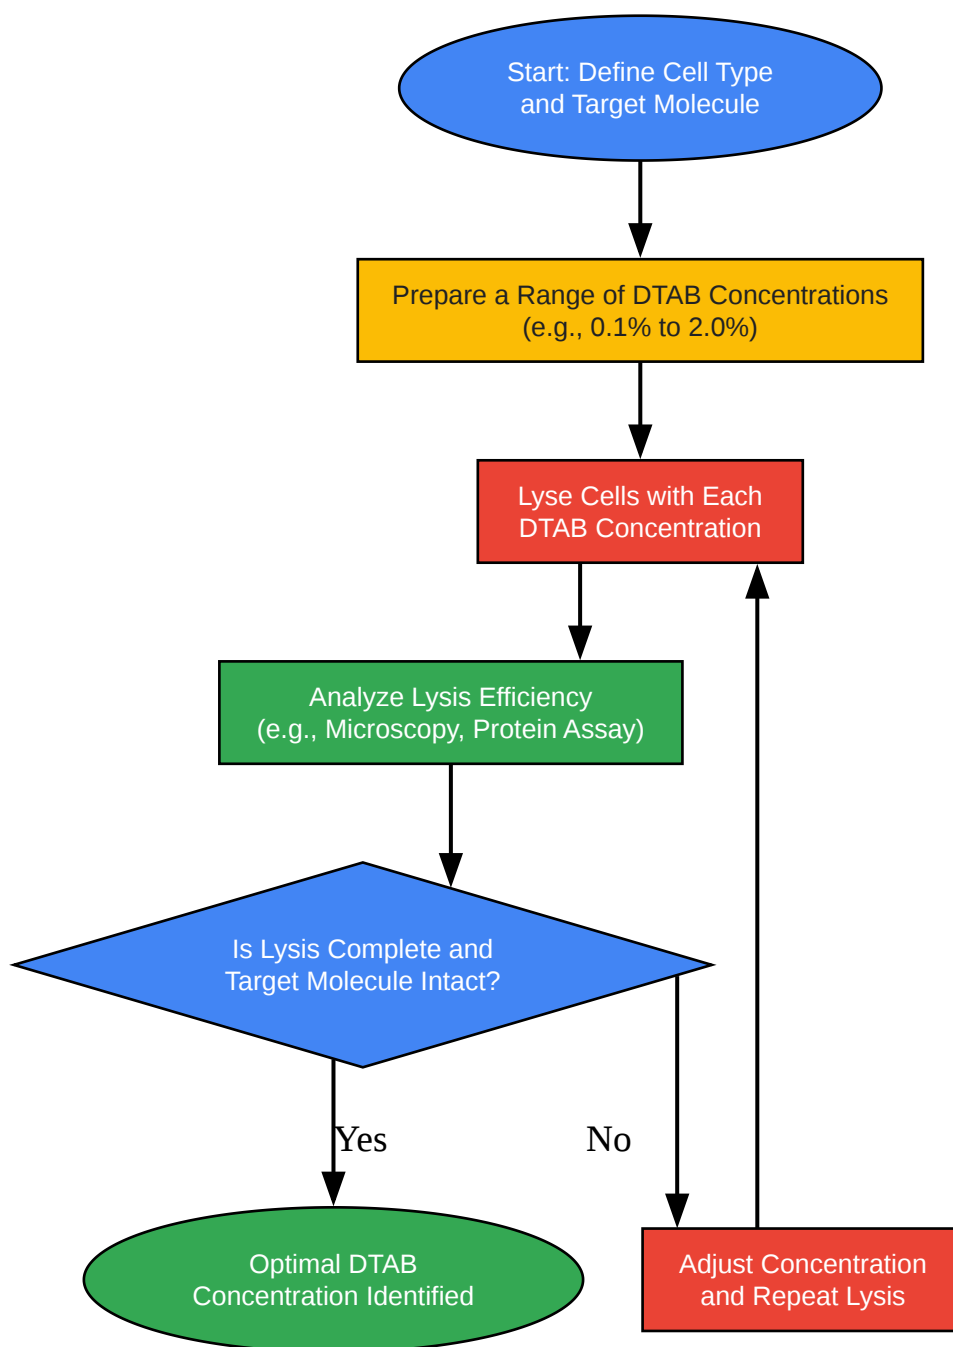 Start: Define Cell Type
and Target Molecule
Prepare a Range of DTAB Concentrations
(e.g., 0.1% to 2.0%)
Lyse Cells with Each
DTAB Concentration
Analyze Lysis Efficiency
(e.g., Microscopy, Protein Assay)
Is Lysis Complete and
Target Molecule Intact?
Yes
No
Optimal DTAB
Concentration Identified
Adjust Concentration
and Repeat Lysis